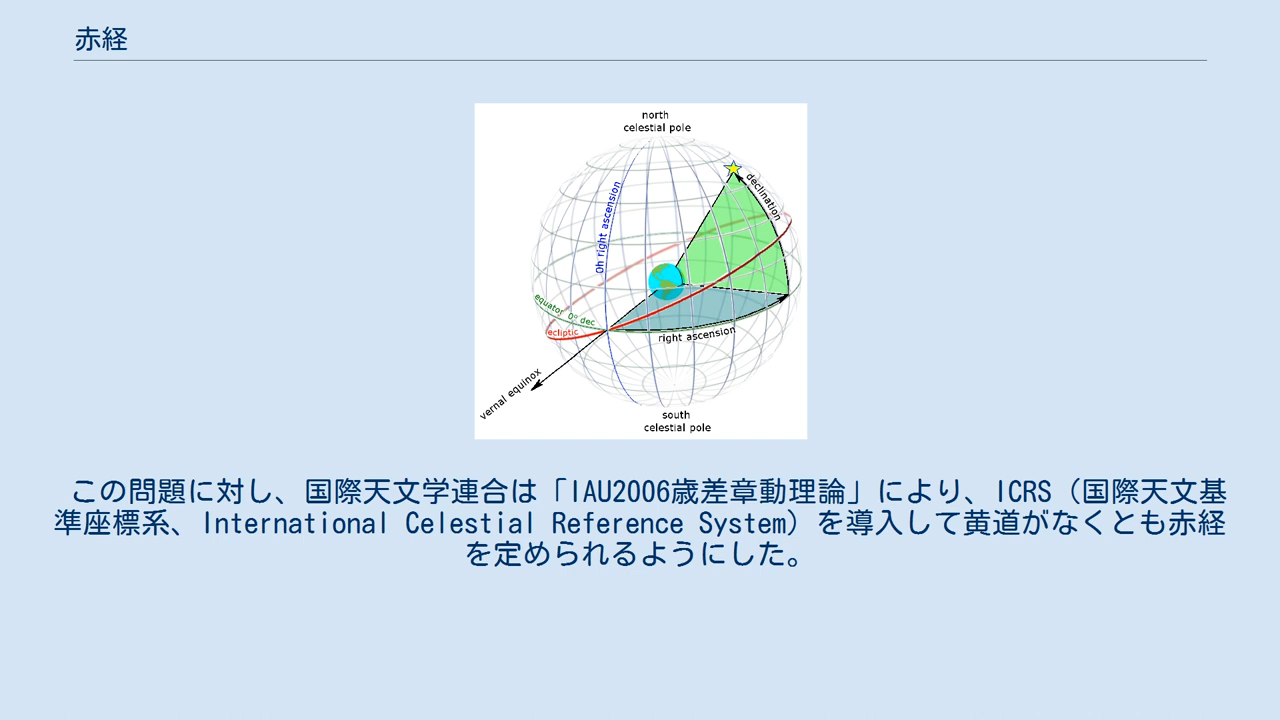 赤経
north
celestial pole
declination
0h right ascension
equator 0° dec
ecliptic
right ascension
vernal equinox
south
celestial pole
この問題に対し、国際天文学連合は「IAU2006歳差章動理論」により、ICRS（国際天文基
準座標系、International Celestial Reference System）を導入して黄道がなくとも赤経
を定められるようにした。